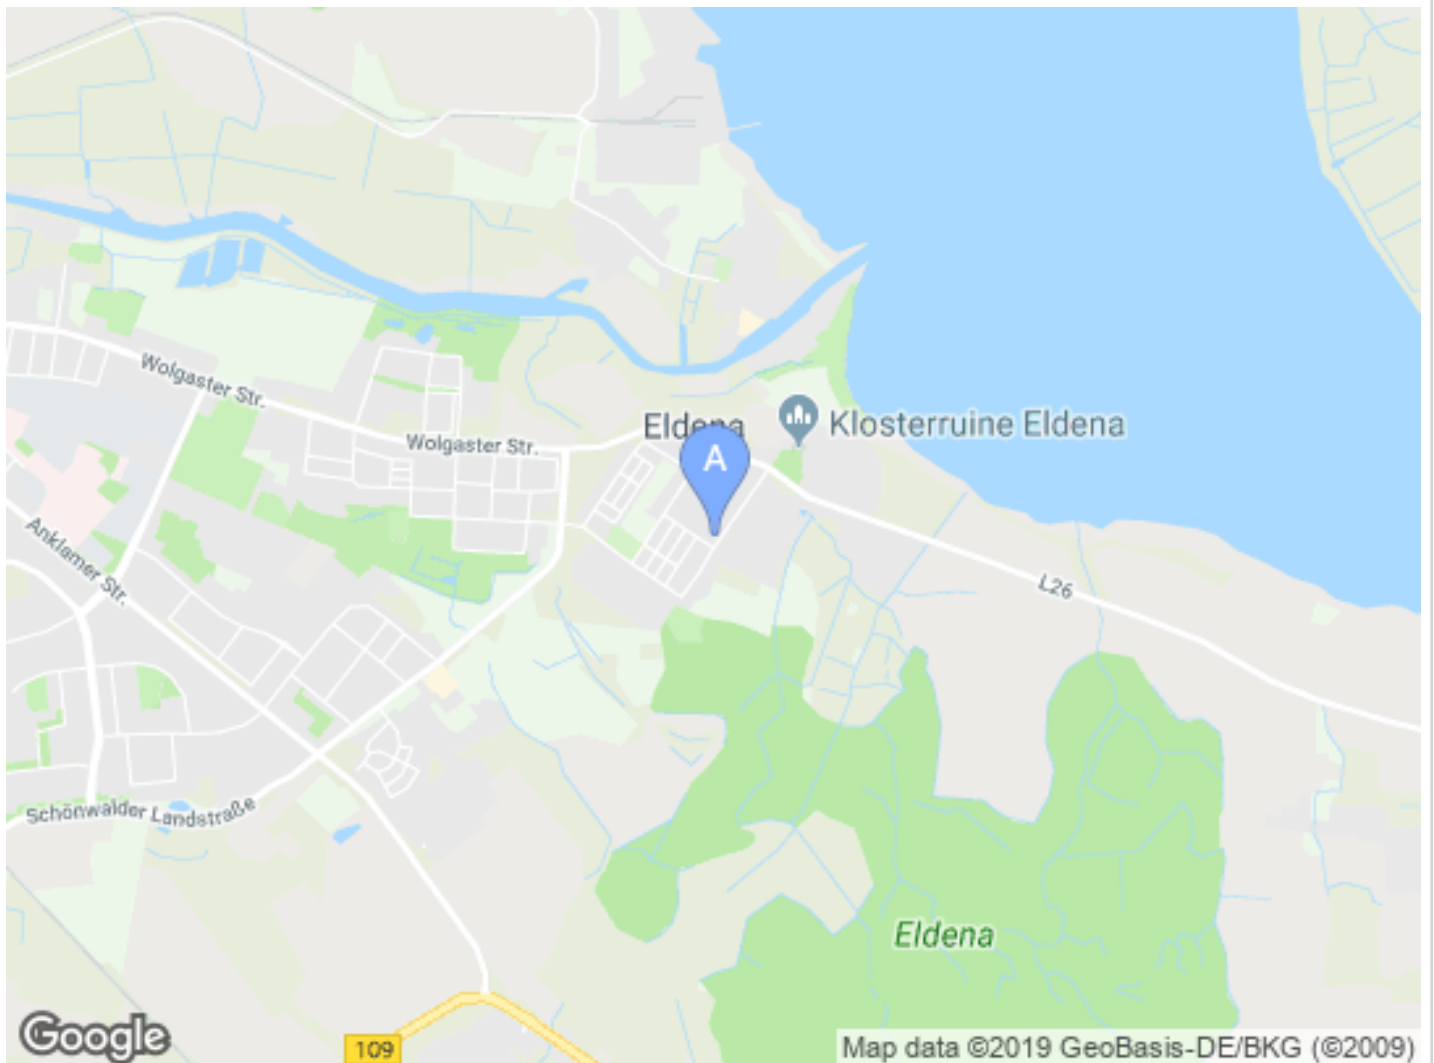 Wolgaster Str.
Wolgaster Str.
Eldena
A
Klosterruine Eldena
Anklamer Str.
L26
Schönwalder Landstraße
Eldena
Google
109
Map data ©2019 GeoBasis-DE/BKG (©2009)